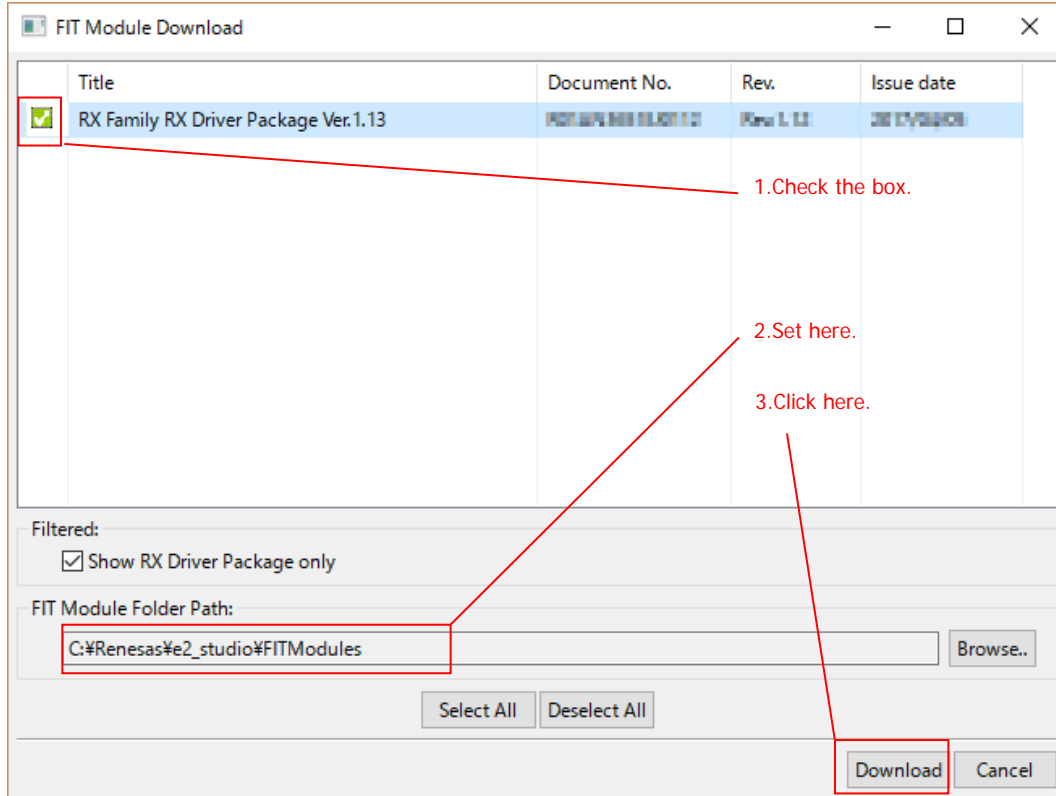 FIT Module Download
Title Document No. Rev. Issue date
RX Family RX Driver Package Ver.1.13
1.Check the box.
2.Set here.
3.Click here.
Filtered:
Show RX Driver Package only
FIT Module Folder Path:
C:¥Renesas¥e2_studio¥FITModules Browse..
Select All Deselect All
Download Cancel